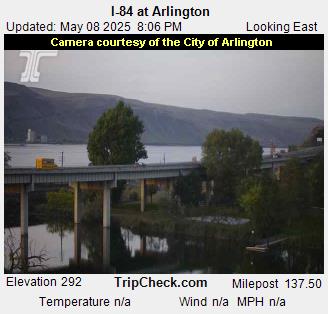 I-84 at Arlington
Updated: May 08 2025 8:06 PM Looking East
Camera courtesy of the City of Arlington
Elevation 292 TripCheck.com Milepost 137.50
Temperature n/a Wind n/a MPH n/a